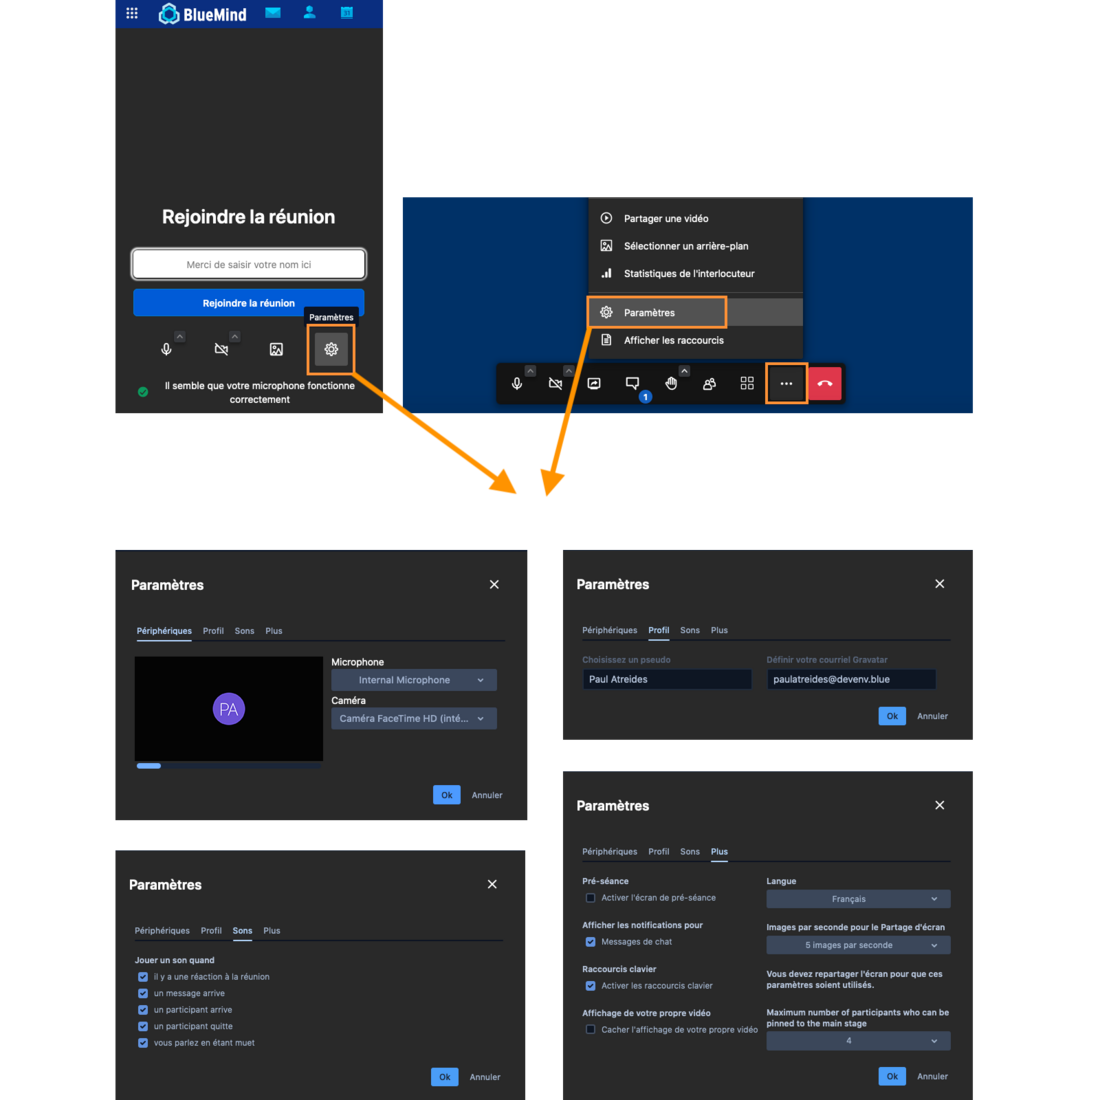 BlueMind
31
Rejoindre la réunion
Merci de saisir votre nom ici
Rejoindre la réunion
Paramètres
Il semble que votre microphone fonctionne
correctement
Partager une vidéo
Sélectionner un arrière-plan
Statistiques de l'interlocuteur
Paramètres
Afficher les raccourcis
1
Paramètres
Périphériques Profil Sons Plus
PA
Microphone
Internal Microphone
Caméra
Caméra FaceTime HD (inté...
Ok Annuler
Paramètres
Périphériques Profil Sons Plus
Choisissez un pseudo
Paul Atreides
Définir votre courriel Gravatar
paulatreides@devenv.blue
Ok Annuler
Paramètres
Périphériques Profil Sons Plus
Jouer un son quand
il y a une réaction à la réunion
un message arrive
un participant arrive
un participant quitte
vous parlez en étant muet
Ok Annuler
Paramètres
Périphériques Profil Sons Plus
Pré-séance
Activer l'écran de pré-séance
Afficher les notifications pour
Messages de chat
Raccourcis clavier
Activer les raccourcis clavier
Affichage de votre propre vidéo
Cacher l'affichage de votre propre vidéo
Langue
Français
Images par seconde pour le Partage d'écran
5 images par seconde
Vous devez repartager l'écran pour que ces
paramètres soient utilisés.
Maximum number of participants who can be
pinned to the main stage
4
Ok Annuler